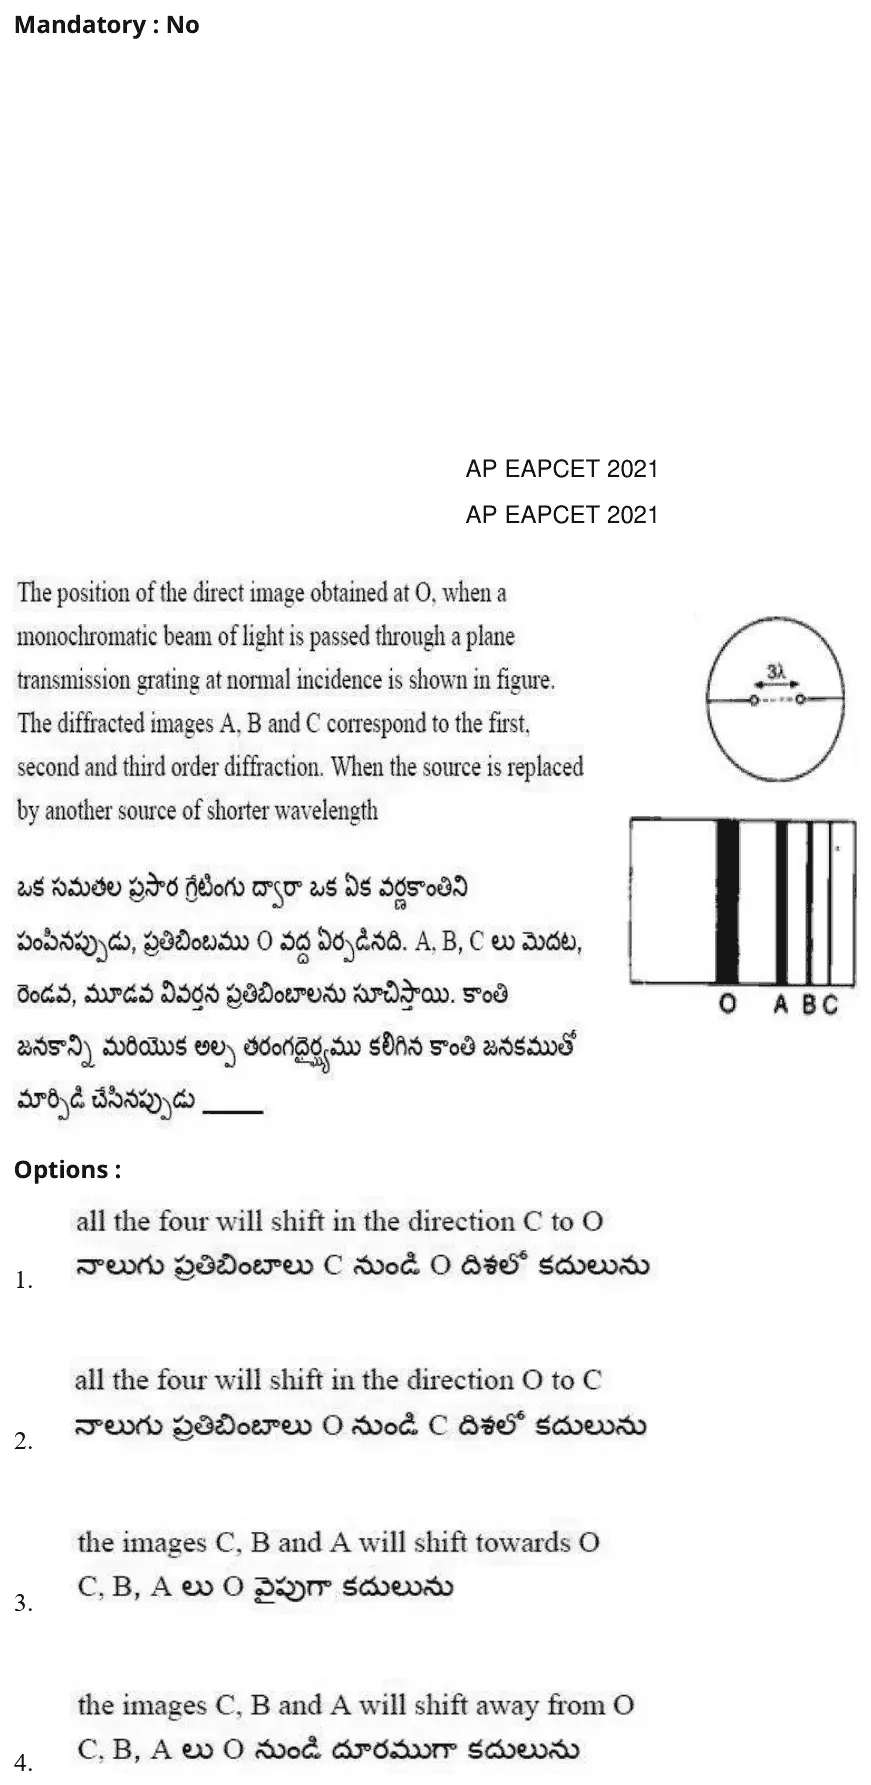 Mandatory : No
AP EAPCET 2021
AP EAPCET 2021
The position of the direct image obtained at O, when a
monochromatic beam of light is passed through a plane
transmission grating at normal incidence is shown in figure.
The diffracted images A, B and C correspond to the first,
second and third order diffraction. When the source is replaced
by another source of shorter wavelength
3λ
O A B C
ఒక సమతల ప్రసార గ్రేటింగు ద్వారా ఒక ఏక వర్ణకాంతిని
పంపినప్పుడు, ప్రతిబింబము O వద్ద ఏర్పడినది. A, B, C లు మొదట,
రెండవ, మూడవ వివర్తన ప్రతిబింబాలను సూచిస్తాయి. కాంతి
జనకాన్ని మరియొక అల్ప తరంగదైర్ఘ్యము కలిగిన కాంతి జనకముతో
మార్పిడి చేసినప్పుడు _____
Options :
all the four will shift in the direction C to O
1. నాలుగు ప్రతిబింబాలు C నుండి O దిశలో కదులును
all the four will shift in the direction O to C
2. నాలుగు ప్రతిబింబాలు O నుండి C దిశలో కదులును
the images C, B and A will shift towards O
3. C, B, A లు O వైపుగా కదులును
the images C, B and A will shift away from O
4. C, B, A లు O నుండి దూరముగా కదులును